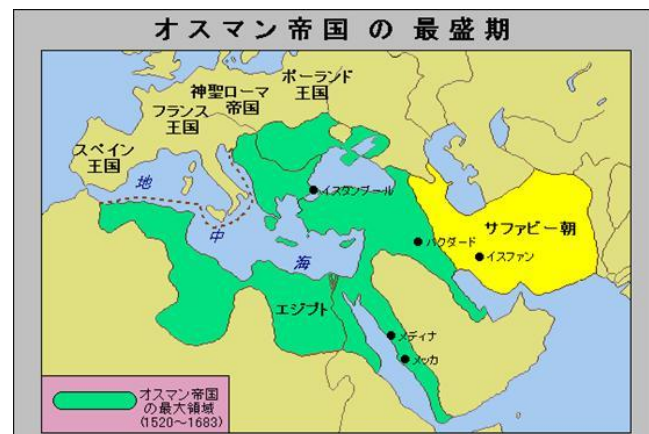 オスマン帝国 の 最盛期
ポーランド
王国
神聖ローマ
帝国
フランス
王国
スペイン
王国
地
中
海
イスタンブール
サファビー朝
バクダード
イスファン
エジプト
メディナ
メッカ
オスマン帝国
の最大領域
(1520～1683)